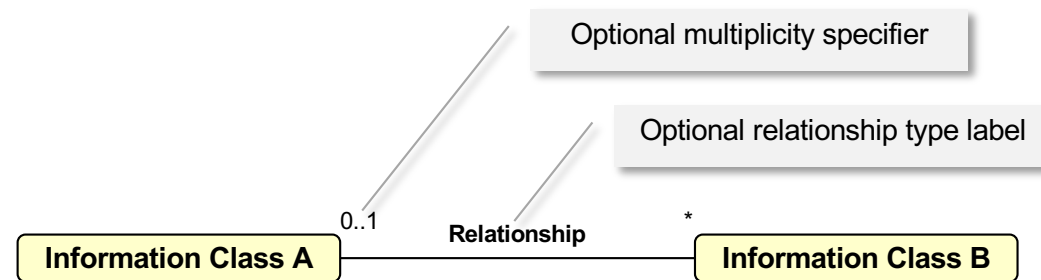 Optional multiplicity specifier
Optional relationship type label
0..1
Relationship
*
Information Class A
Information Class B